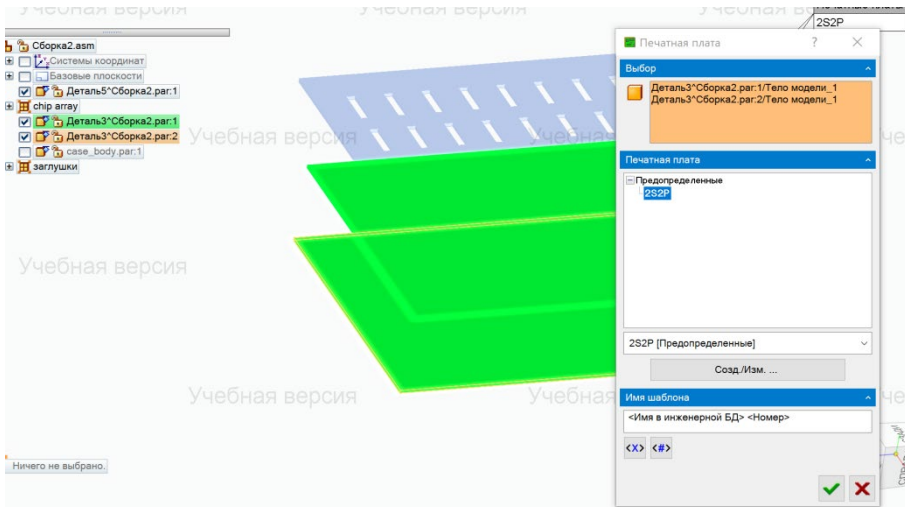 Учебная версия
Учебная версия
2S2P
Сборка2.asm
Системы координат
Базовые плоскости
Деталь5^Сборка2.par:1
chip array
Деталь3^Сборка2.par:1
Деталь3^Сборка2.par:2
case_body.par:1
заглушки
Учебная версия
Учебная
Учебная версия
Учебная версия
Учебная
Ничего не выбрано.
Печатная плата
?
Выбор
Деталь3^Сборка2.par:1/Тело модели_1
Деталь3^Сборка2.par:2/Тело модели_1
Печатная плата
Предопределенные
2S2P
2S2P [Предопределенные]
Созд./Изм. ...
Имя шаблона
<Имя в инженерной БД> <Номер>
<X> <#>